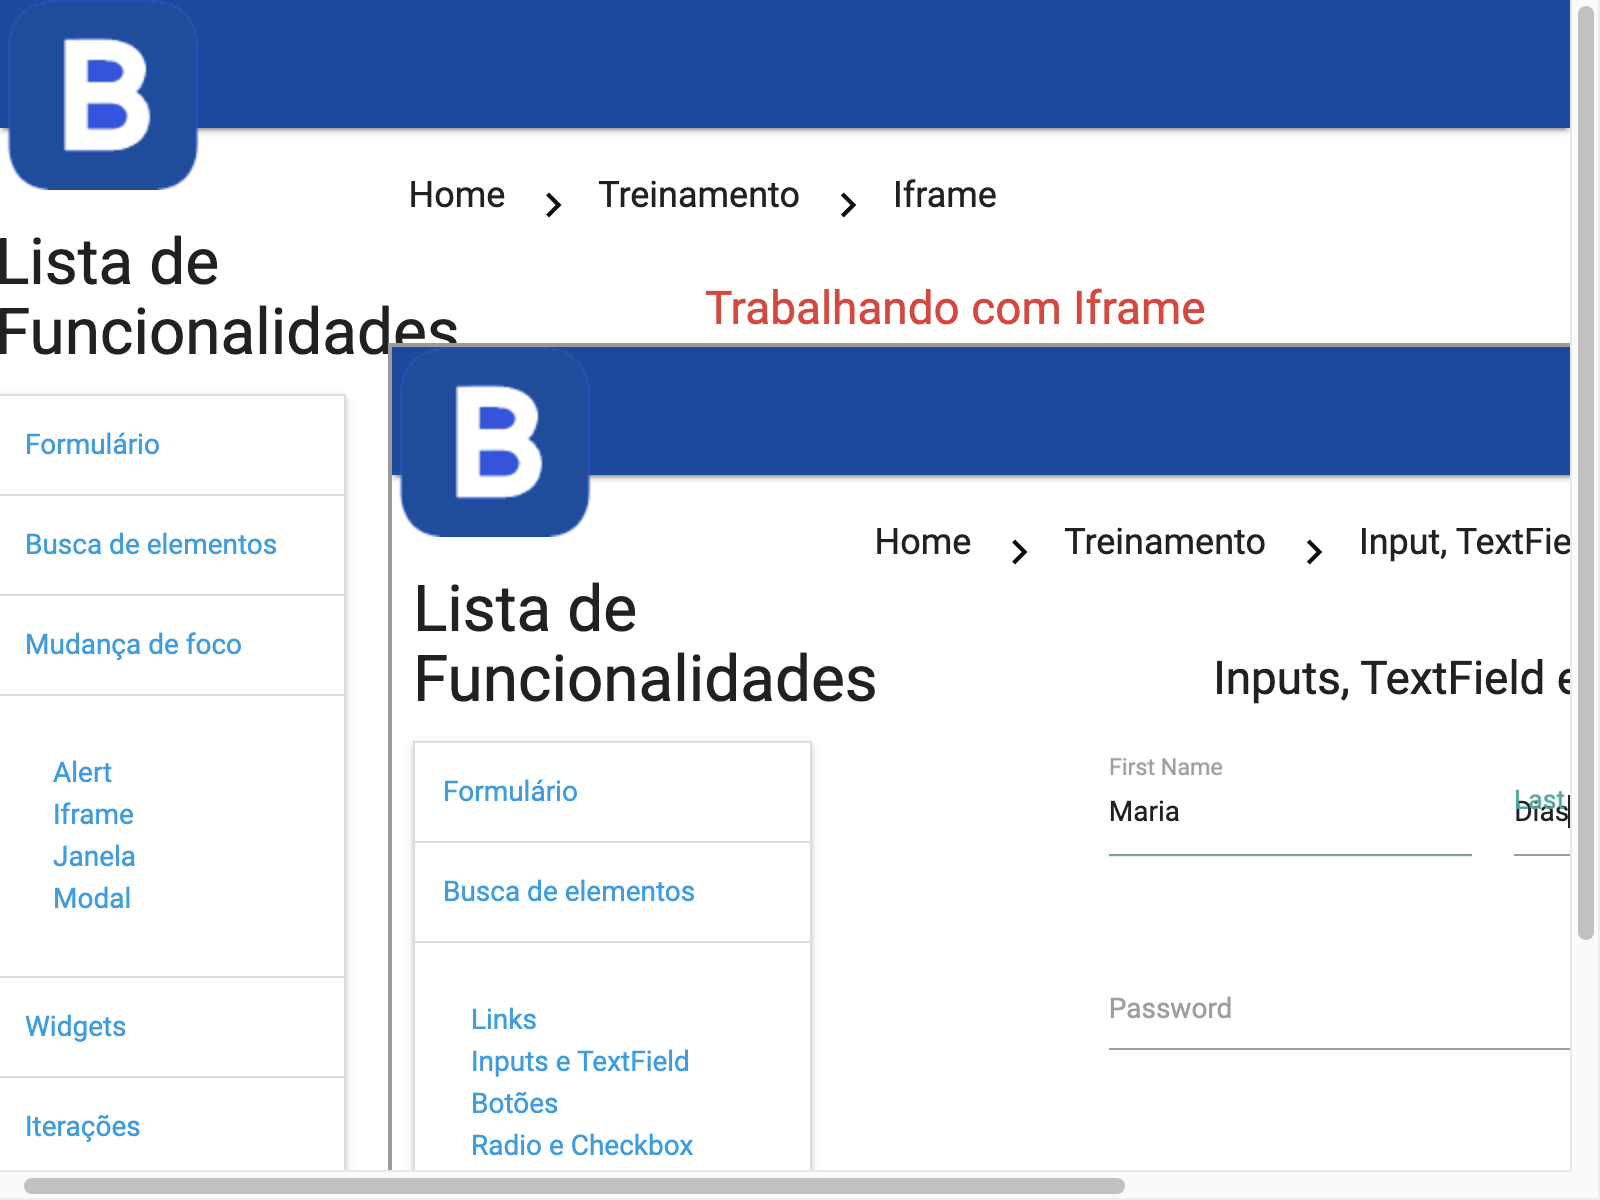 B
Home
Treinamento
Iframe
Lista de
Funcionalidades
Trabalhando com Iframe
Formulário
Busca de elementos
Mudança de foco
Alert
Iframe
Janela
Modal
Widgets
Iterações
B
Home
Treinamento
Input, TextFie
Lista de
Funcionalidades
Inputs, TextField e
Formulário
Busca de elementos
Links
Inputs e TextField
Botões
Radio e Checkbox
First Name
Maria
Last
Dias
Password